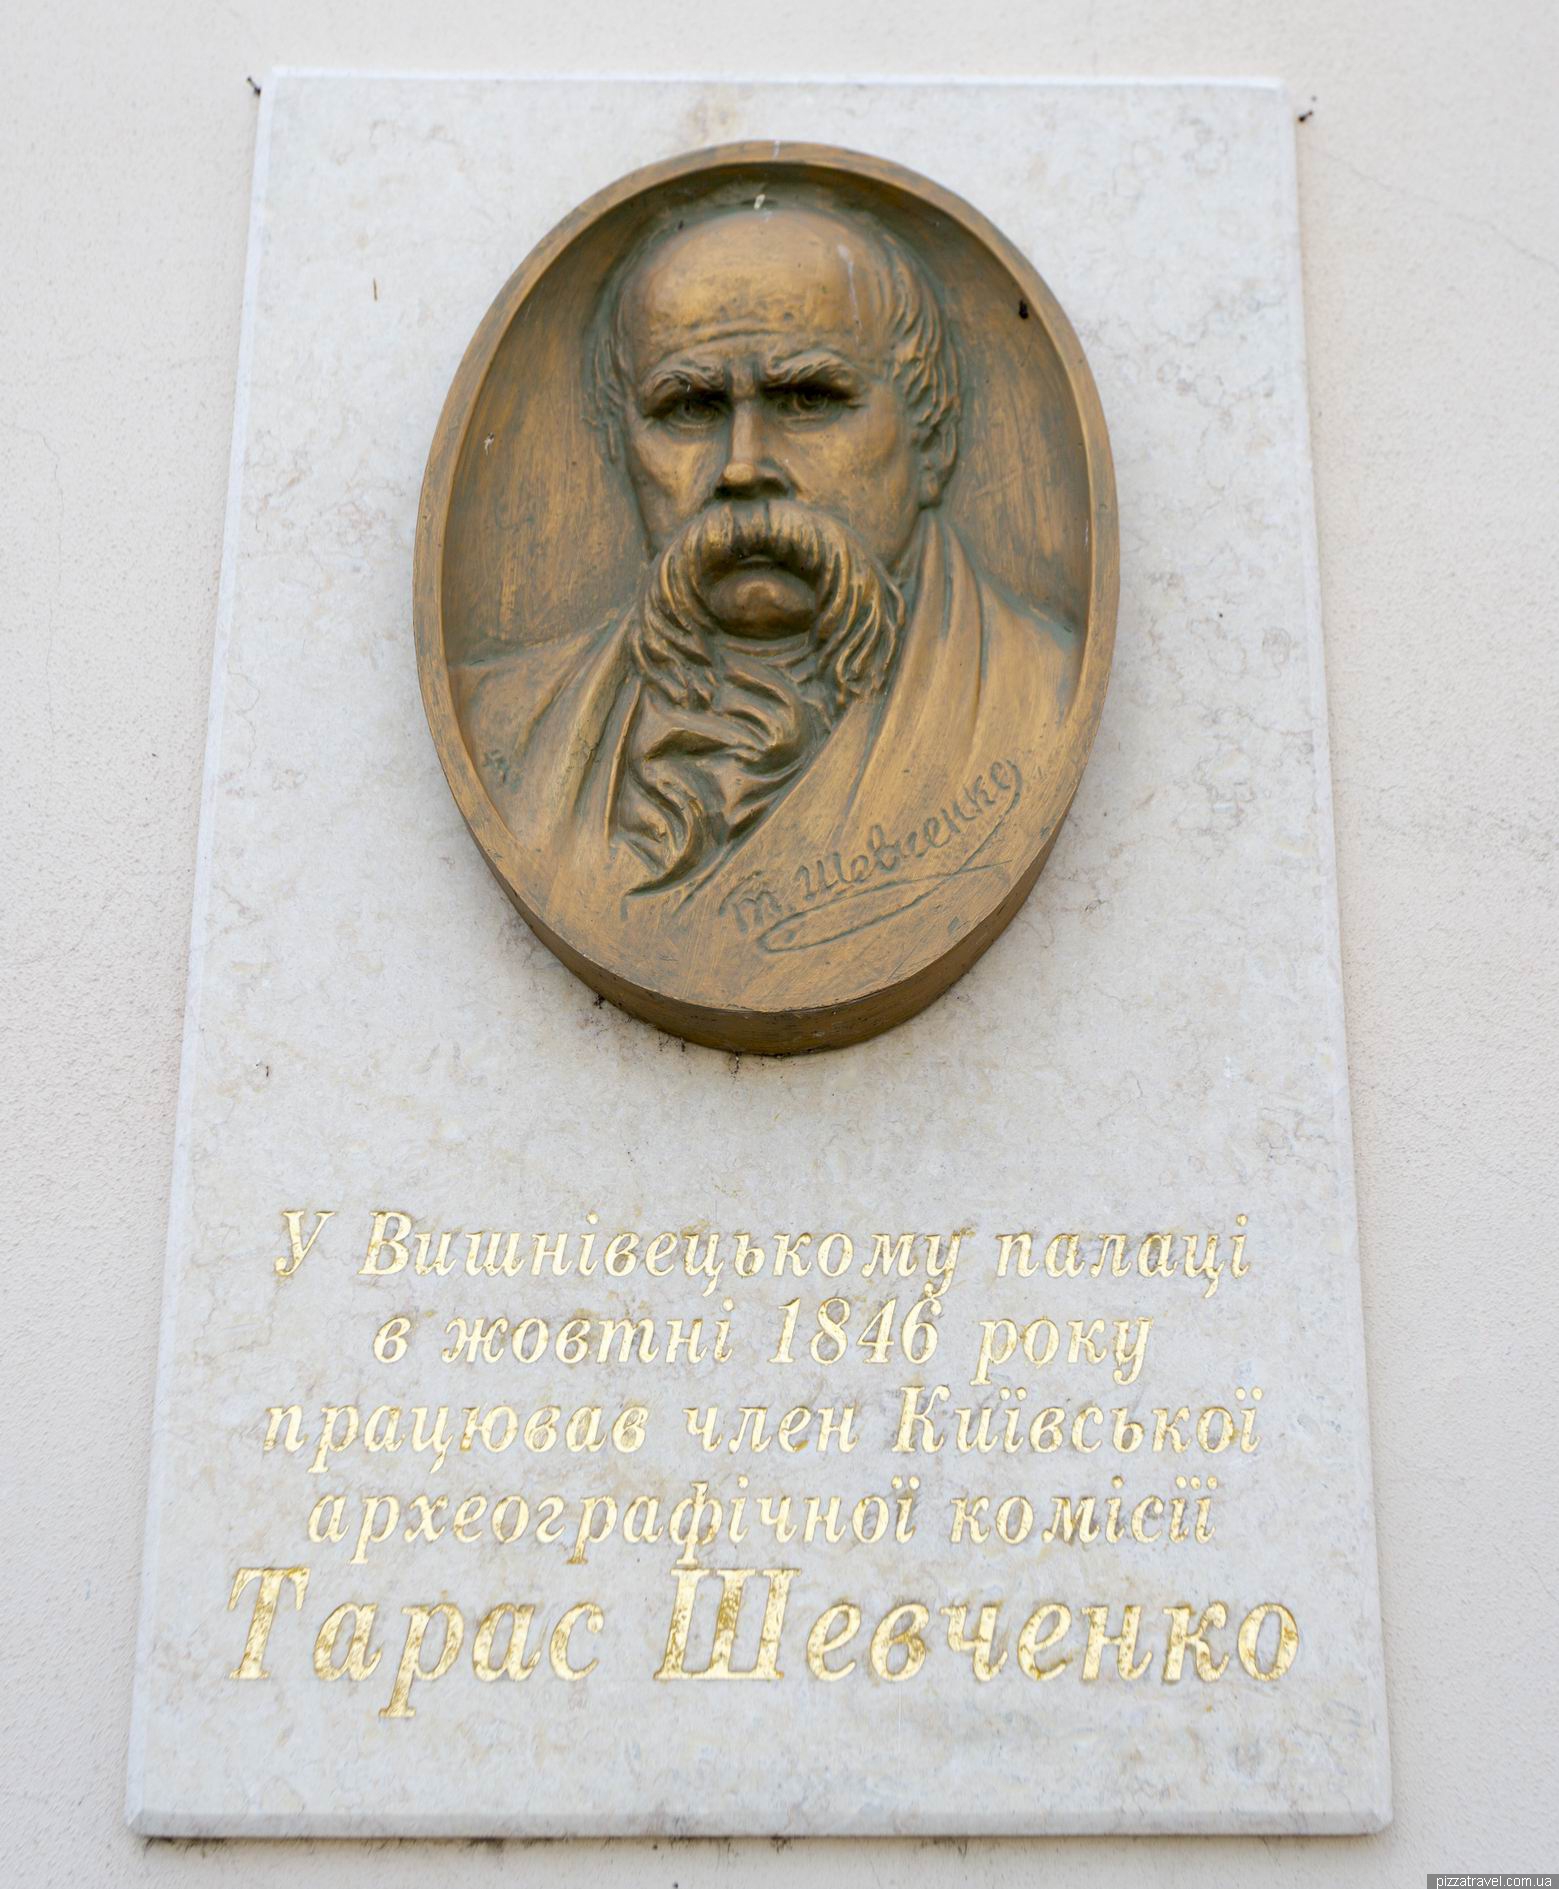 Т. Шевченко
У Вишнівецькому палаці
в жовтні 1846 року
працював член Київської
археографічної комісії
Тарас Шевченко
pizzatravel.com.ua